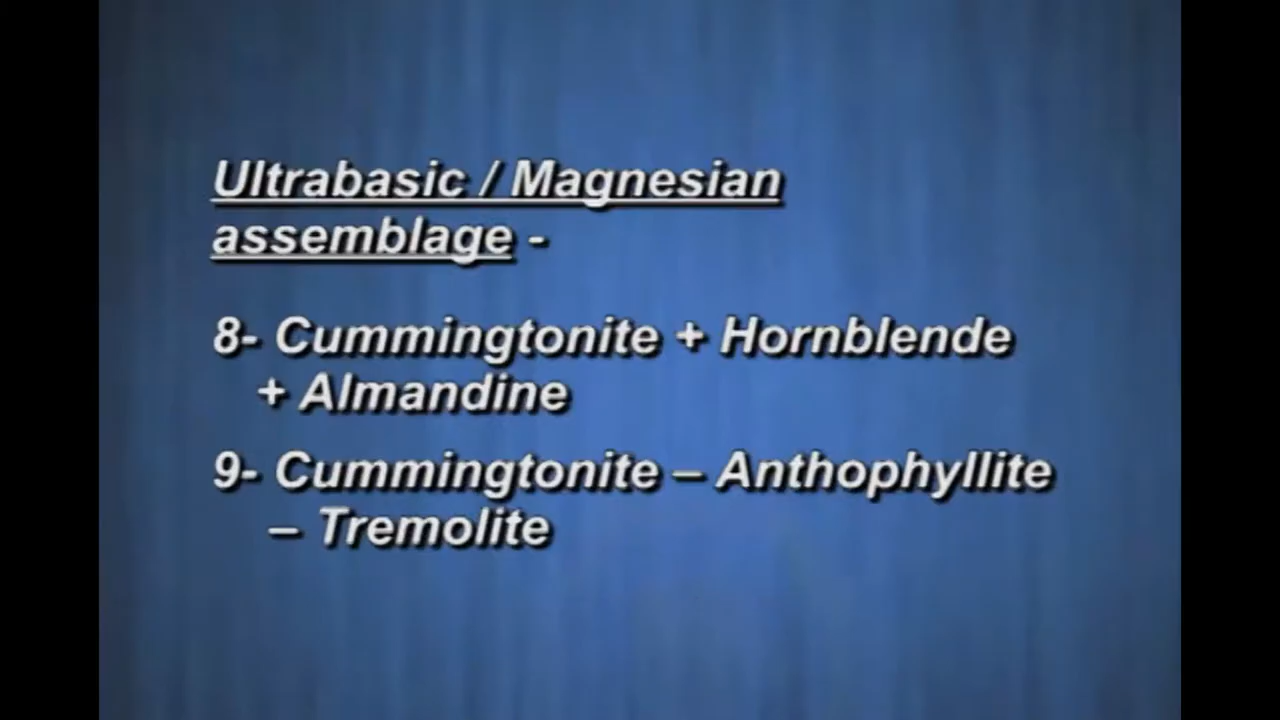 Ultrabasic / Magnesian
assemblage -
8- Cummingtonite + Hornblende
+ Almandine
9- Cummingtonite – Anthophyllite
– Tremolite